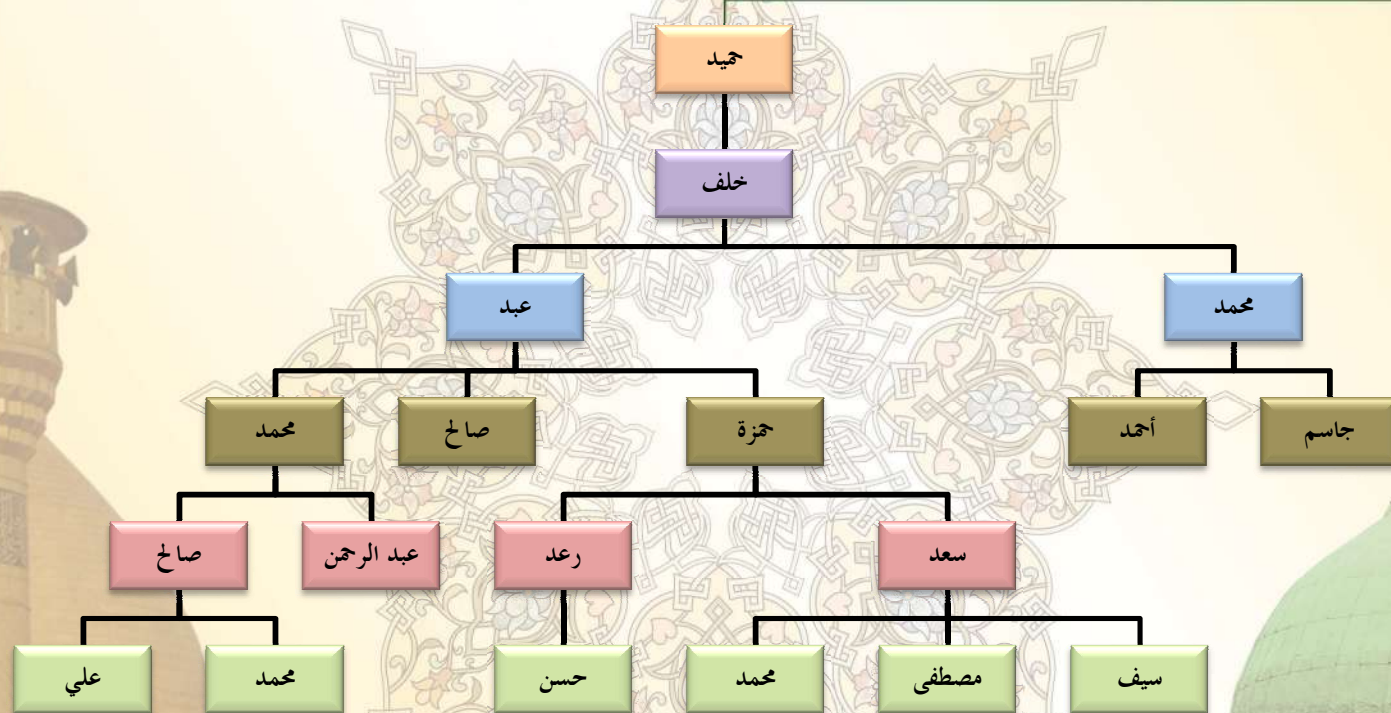 حميد
خلف
محمد
عبد
جاسم
أحمد
حمزة
صالح
محمد
سعد
رعد
عبد الرحمن
صالح
سيف
مصطفى
محمد
حسن
محمد
علي